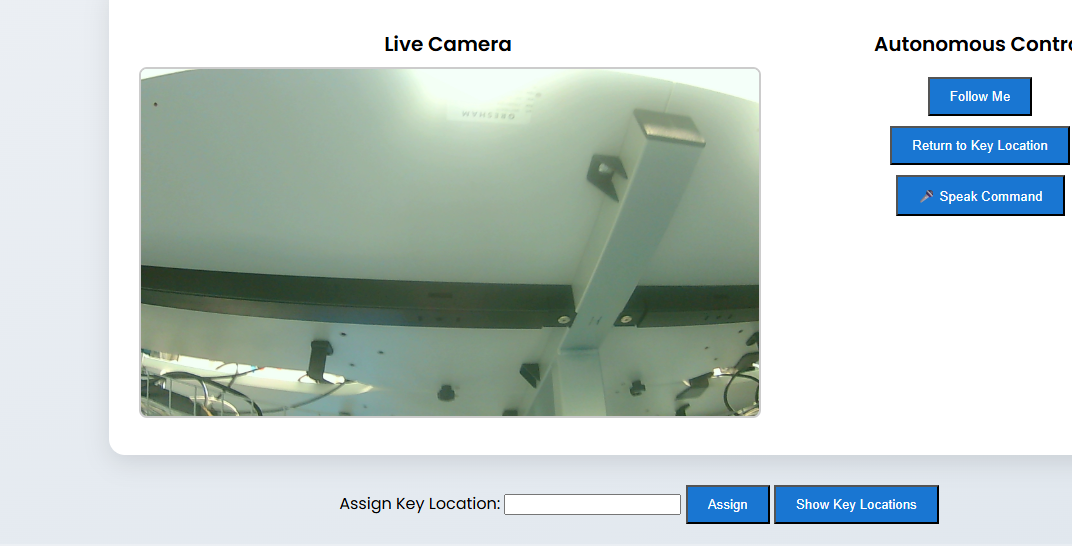 Live Camera
GRESHAM
Autonomous Contro
Follow Me
Return to Key Location
Speak Command
Assign Key Location:
Assign
Show Key Locations